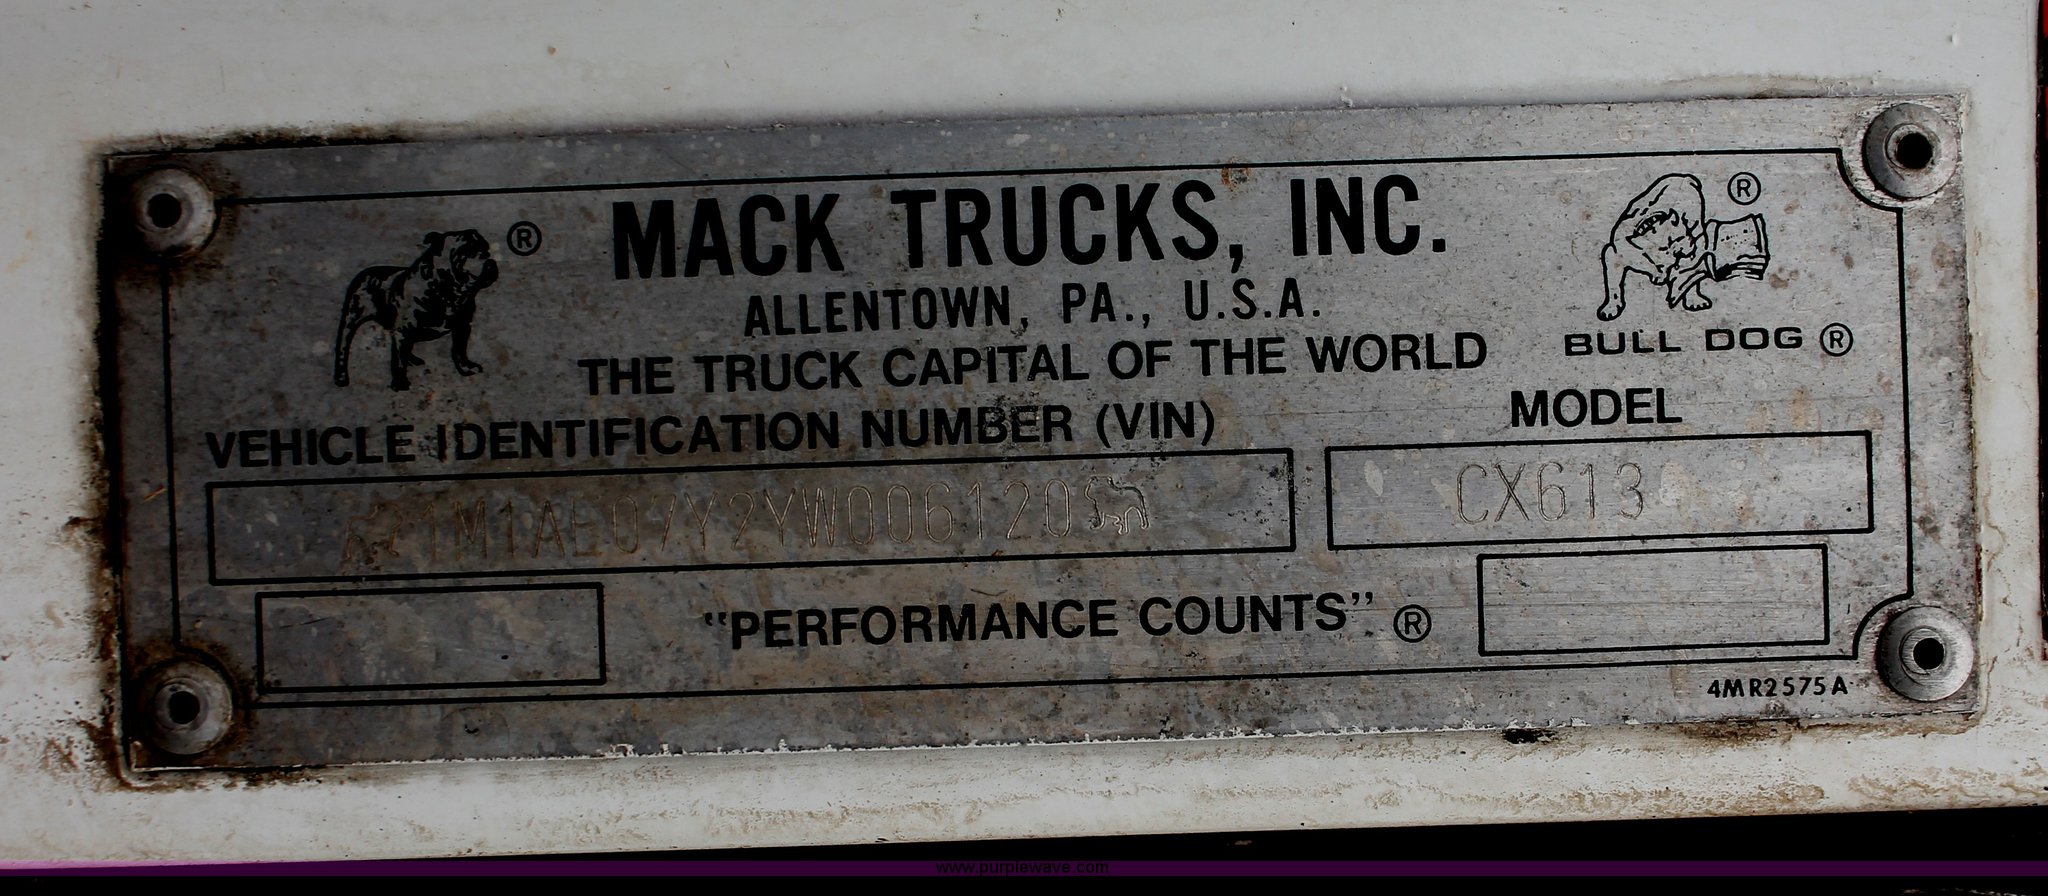 ® MACK TRUCKS, INC. ®
ALLENTOWN, PA., U.S.A.
THE TRUCK CAPITAL OF THE WORLD
BULL DOG ®
VEHICLE IDENTIFICATION NUMBER (VIN)
MODEL
1M1AE07Y2YW006120
CX613
"PERFORMANCE COUNTS" ®
4MR2575A
www.purplewave.com